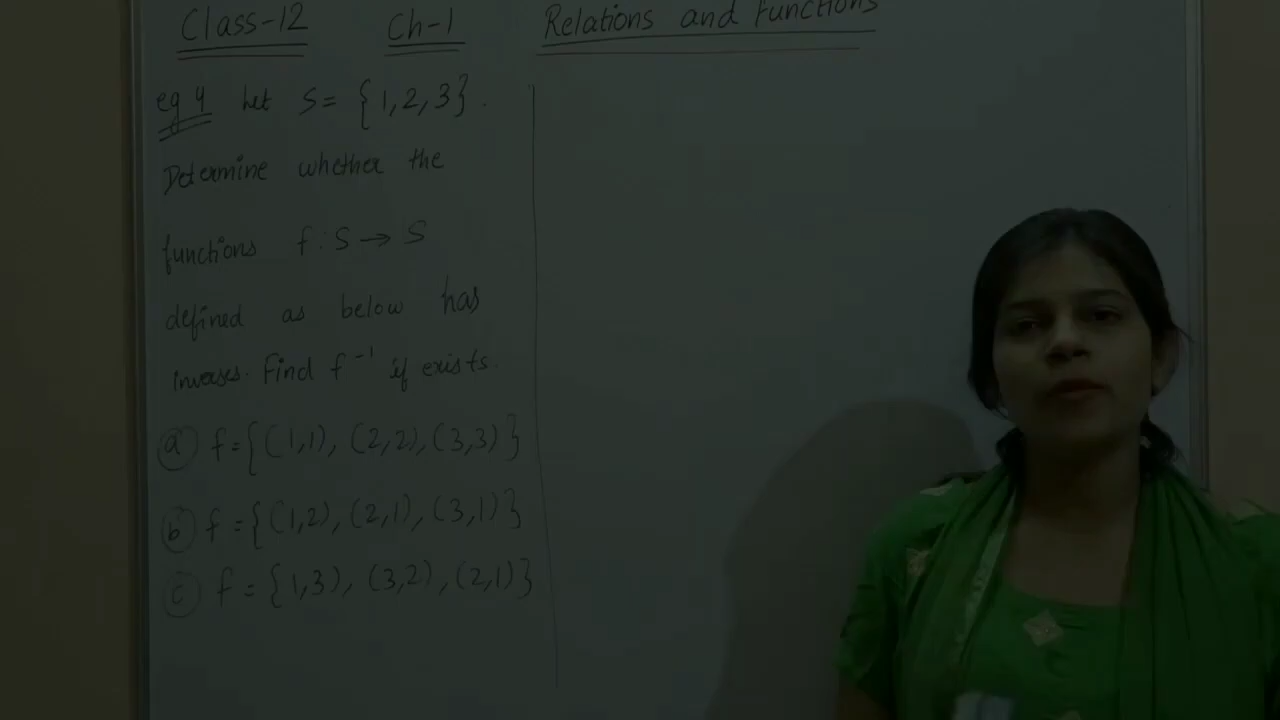 Class-12 Ch-1 Relations and Functions
eg 4 Let S = {1,2,3}.
Determine whether the
functions f : S → S
defined as below has
inverses. Find f⁻¹ if exists.
(a) f = {(1,1), (2,2), (3,3)}
(b) f = {(1,2), (2,1), (3,1)}
(c) f = {1,3), (3,2), (2,1)}